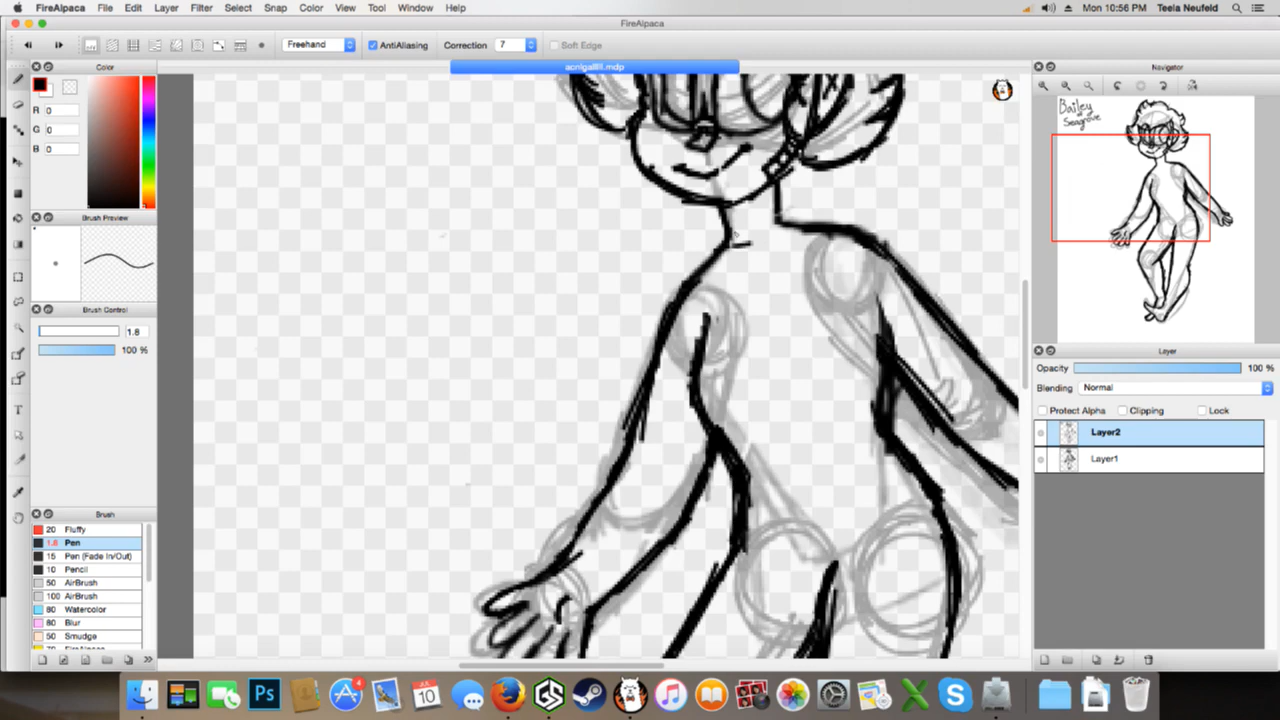 FireAlpaca File Edit Layer Filter Select Snap Color View Tool Window Help Mon 10:56 PM Teela Neufeld
FireAlpaca
Freehand AntiAliasing Correction 7 Soft Edge
Color
acnigallllll.mdp
Navigator
R 0
G 0
B 0
Bailey
Seagrove
Brush Preview
Brush Control
1.8
100 %
Layer
Opacity 100 %
Blending Normal
Protect Alpha Clipping Lock
Layer2
Layer1
Brush
20 Fluffy
1.8 Pen
15 Pen (Fade In/Out)
10 Pencil
50 AirBrush
100 AirBrush
80 Watercolor
80 Blur
50 Smudge
4
Ps
JUL
10